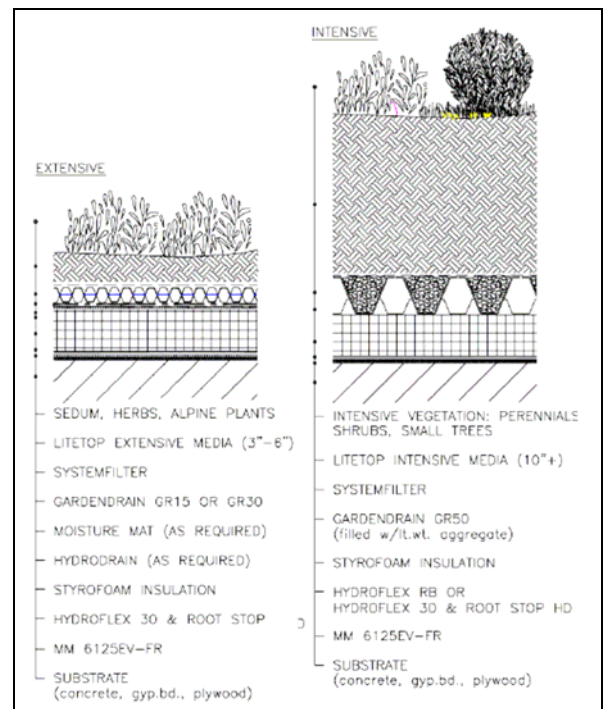 INTENSIVE
EXTENSIVE
SEDUM, HERBS, ALPINE PLANTS
LITETOP EXTENSIVE MEDIA (3"-6")
SYSTEMFILTER
GARDENDRAIN GR15 OR GR30
MOISTURE MAT (AS REQUIRED)
HYDRODRAIN (AS REQUIRED)
STYROFOAM INSULATION
HYDROFLEX 30 & ROOT STOP
MM 6125EV-FR
SUBSTRATE
(concrete, gyp.bd., plywood)
INTENSIVE VEGETATION: PERENNIALS
SHRUBS, SMALL TREES
LITETOP INTENSIVE MEDIA (10"+)
SYSTEMFILTER
GARDENDRAIN GR50
(filled w/lt.wt. aggregate)
STYROFOAM INSULATION
HYDROFLEX RB OR
HYDROFLEX 30 & ROOT STOP HD
MM 6125EV-FR
SUBSTRATE
(concrete, gyp.bd., plywood)